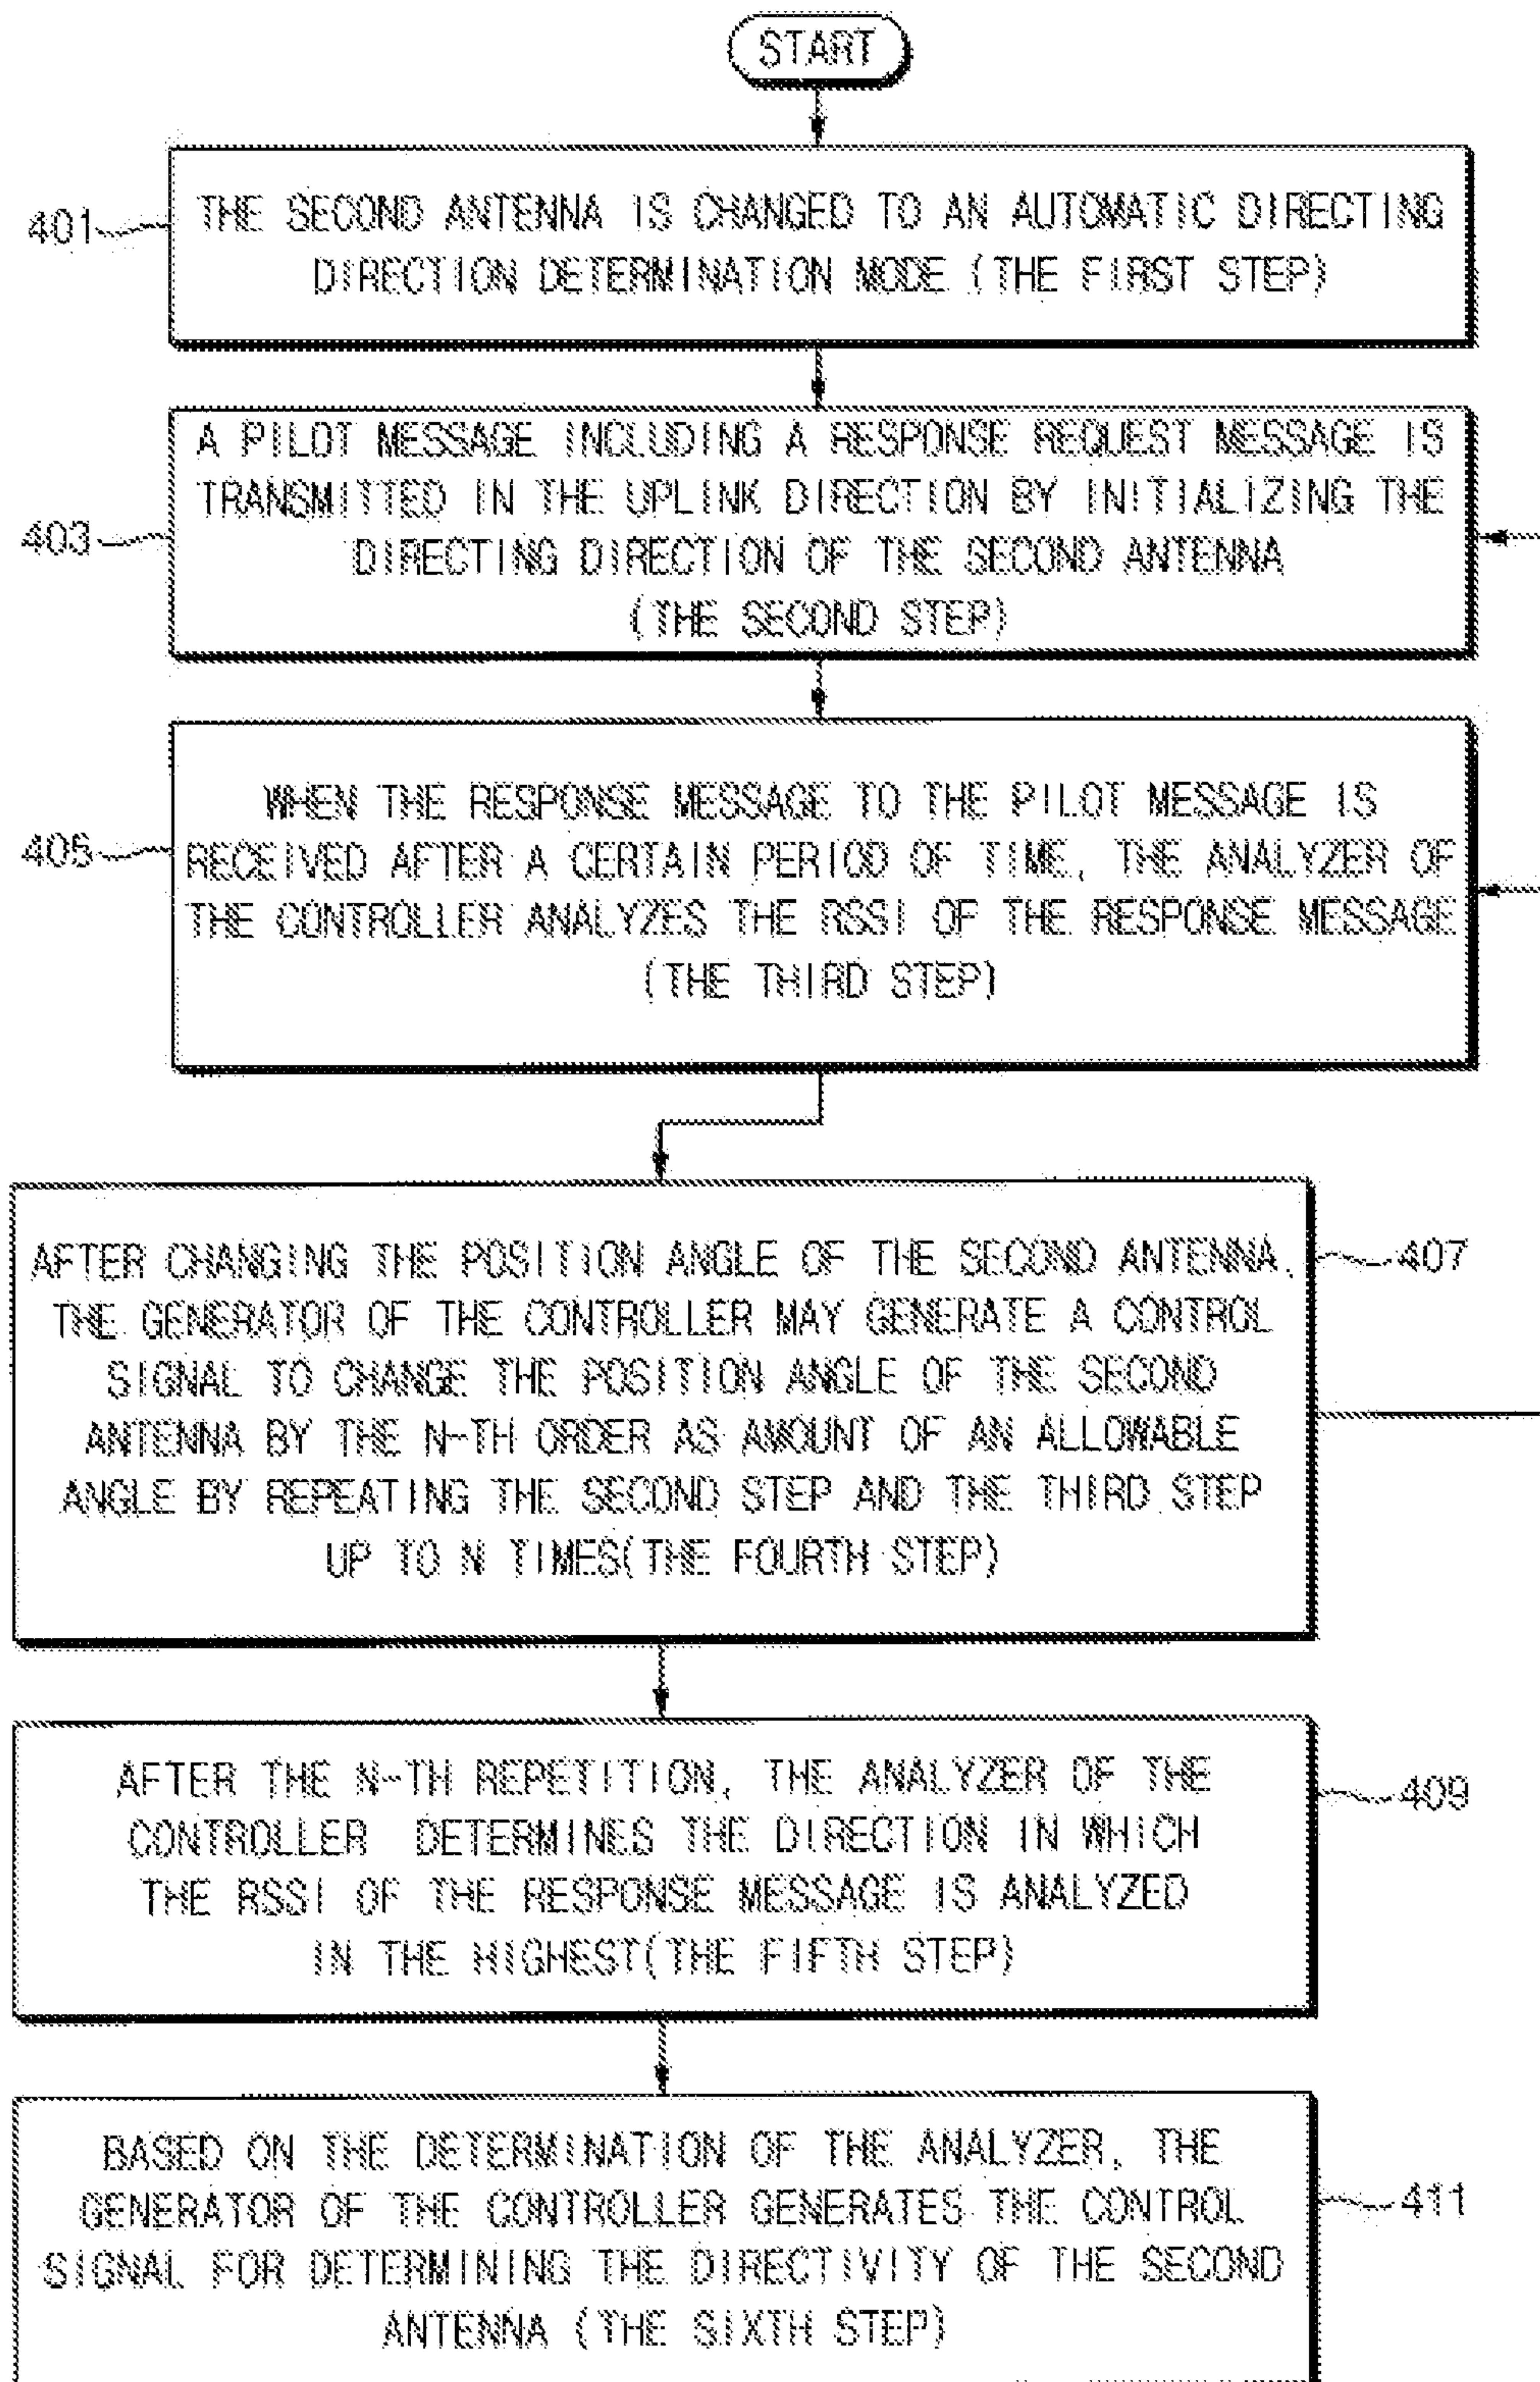 START
401
THE SECOND ANTENNA IS CHANGED TO AN AUTOMATIC DIRECTING
DIRECTION DETERMINATION MODE (THE FIRST STEP)
403
A PILOT MESSAGE INCLUDING A RESPONSE REQUEST MESSAGE IS
TRANSMITTED IN THE UPLINK DIRECTION BY INITIALIZING THE
DIRECTING DIRECTION OF THE SECOND ANTENNA
(THE SECOND STEP)
405
WHEN THE RESPONSE MESSAGE TO THE PILOT MESSAGE IS
RECEIVED AFTER A CERTAIN PERIOD OF TIME, THE ANALYZER OF
THE CONTROLLER ANALYZES THE RSSI OF THE RESPONSE MESSAGE
(THE THIRD STEP)
AFTER CHANGING THE POSITION ANGLE OF THE SECOND ANTENNA,
THE GENERATOR OF THE CONTROLLER MAY GENERATE A CONTROL
SIGNAL TO CHANGE THE POSITION ANGLE OF THE SECOND
ANTENNA BY THE N-TH ORDER AS AMOUNT OF AN ALLOWABLE
ANGLE BY REPEATING THE SECOND STEP AND THE THIRD STEP
UP TO N TIMES(THE FOURTH STEP)
407
AFTER THE N-TH REPETITION, THE ANALYZER OF THE
CONTROLLER DETERMINES THE DIRECTION IN WHICH
THE RSSI OF THE RESPONSE MESSAGE IS ANALYZED
IN THE HIGHEST(THE FIFTH STEP)
409
BASED ON THE DETERMINATION OF THE ANALYZER, THE
GENERATOR OF THE CONTROLLER GENERATES THE CONTROL
SIGNAL FOR DETERMINING THE DIRECTIVITY OF THE SECOND
ANTENNA (THE SIXTH STEP)
411